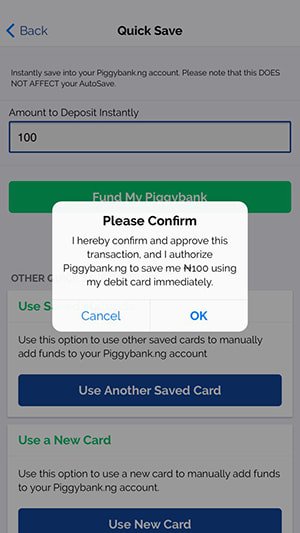 Back
Quick Save
Instantly save into your Piggybank.ng account. Please note that this DOES
NOT AFFECT your AutoSave.
Amount to Deposit Instantly
100
Fund My Piggybank
Please Confirm
I hereby confirm and approve this
transaction, and I authorize
Piggybank.ng to save me ₦100 using
my debit card immediately.
Cancel
OK
OTHER
Use S
Use this option to use other saved cards to manually
add funds to your Piggybank.ng account
Use Another Saved Card
Use a New Card
Use this option to use a new card to manually add funds
to your Piggybank.ng account.
Use New Card